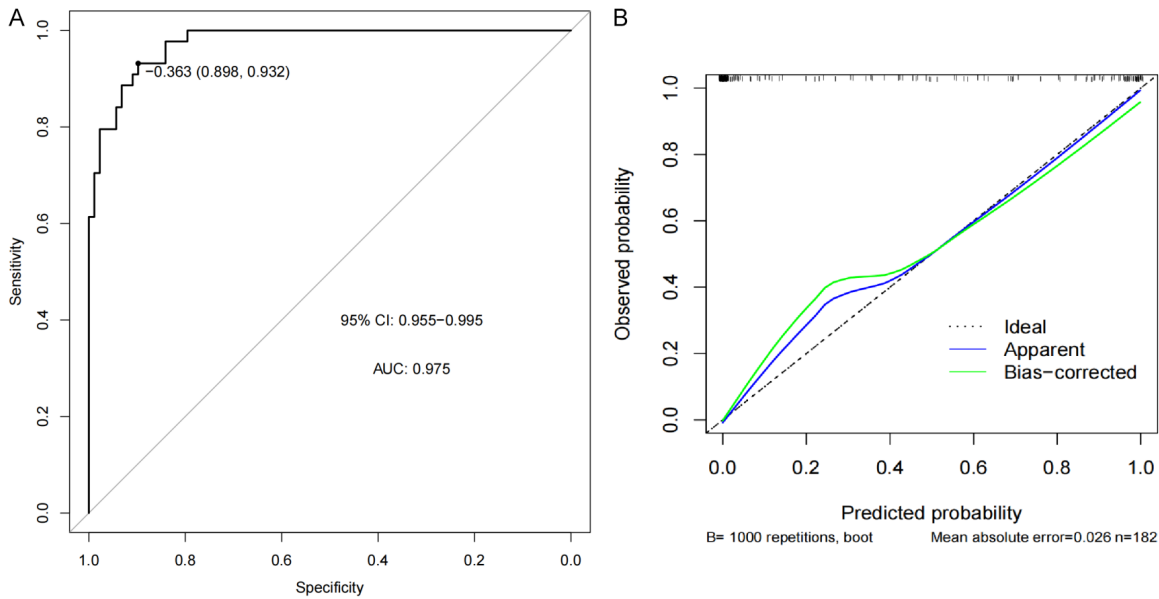 A
1.0
0.8
0.6
0.4
0.2
0.0
Sensitivity
−0.363 (0.898, 0.932)
95% CI: 0.955−0.995
AUC: 0.975
1.0 0.8 0.6 0.4 0.2 0.0
Specificity
B
1.0
0.8
0.6
0.4
0.2
0.0
Observed probability
Ideal
Apparent
Bias−corrected
0.0 0.2 0.4 0.6 0.8 1.0
Predicted probability
B= 1000 repetitions, boot Mean absolute error=0.026 n=182